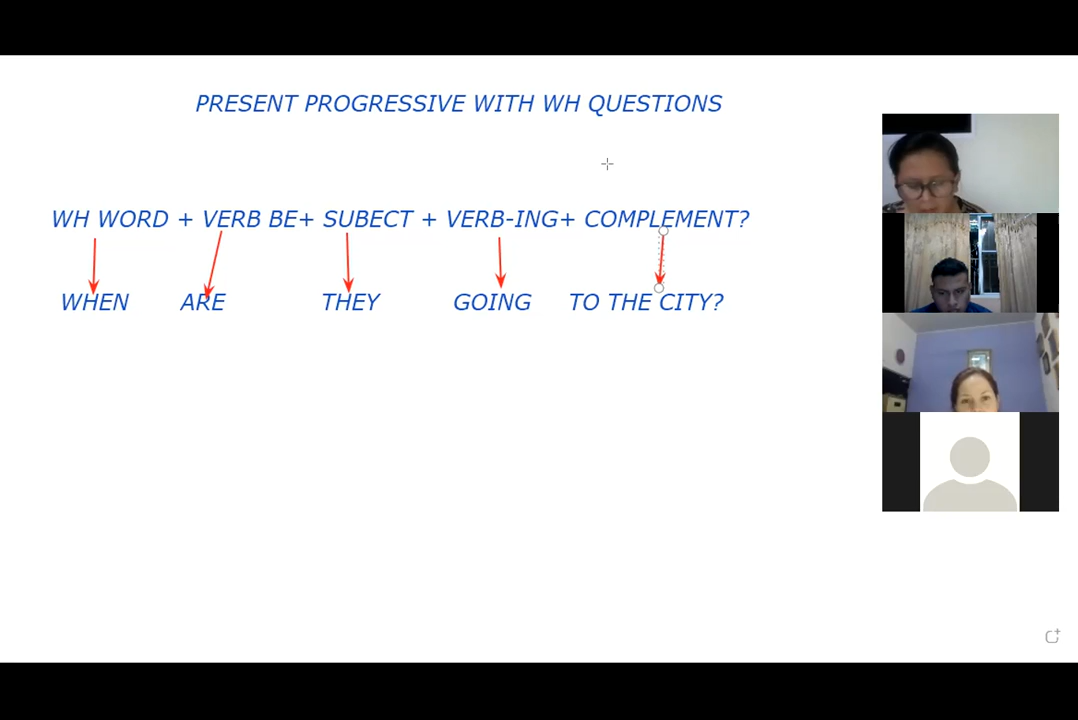 PRESENT PROGRESSIVE WITH WH QUESTIONS
WH WORD + VERB BE+ SUBECT + VERB-ING+ COMPLEMENT?
WHEN ARE THEY GOING TO THE CITY?